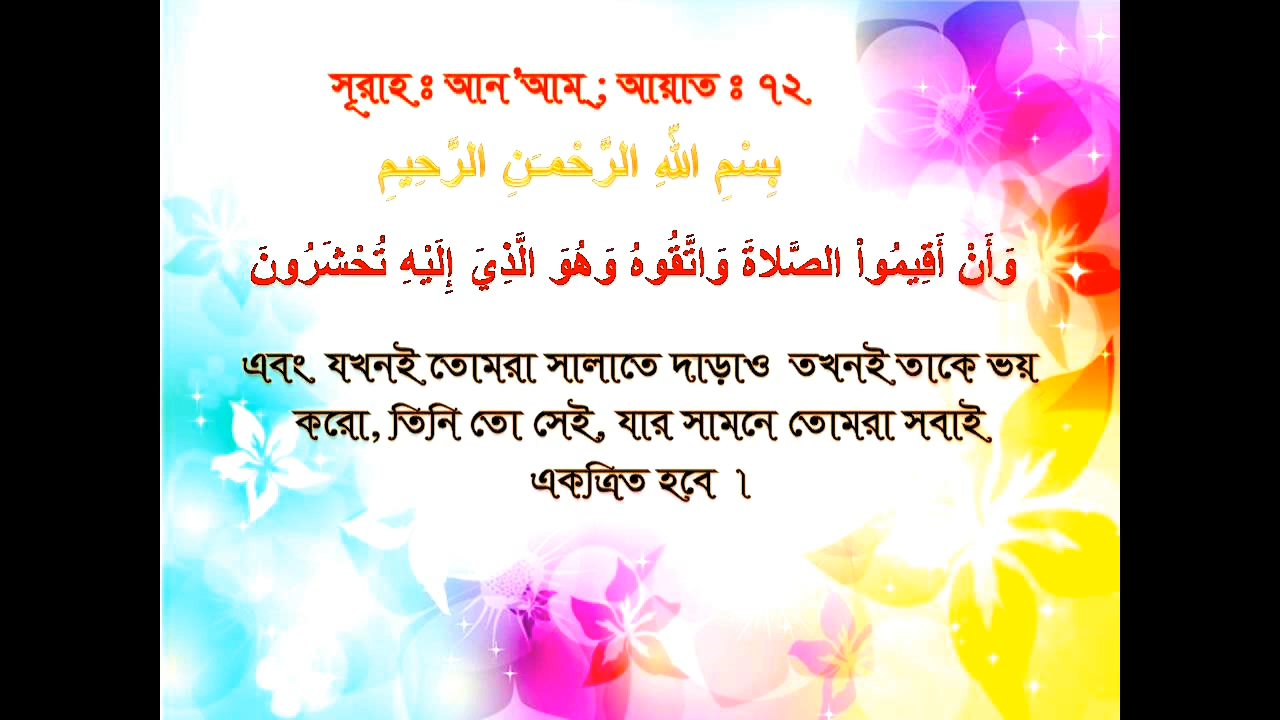 সূরাহ ঃ আন'আম ; আয়াত ঃ ৭২
بِسْمِ اللّهِ الرَّحْمـَنِ الرَّحِيمِ
وَأَنْ أَقِيمُواْ الصَّلاةَ وَاتَّقُوهُ وَهُوَ الَّذِيَ إِلَيْهِ تُحْشَرُونَ
এবং যখনই তোমরা সালাতে দাড়াও তখনই তাকে ভয়
করো, তিনি তো সেই, যার সামনে তোমরা সবাই
একত্রিত হবে ।